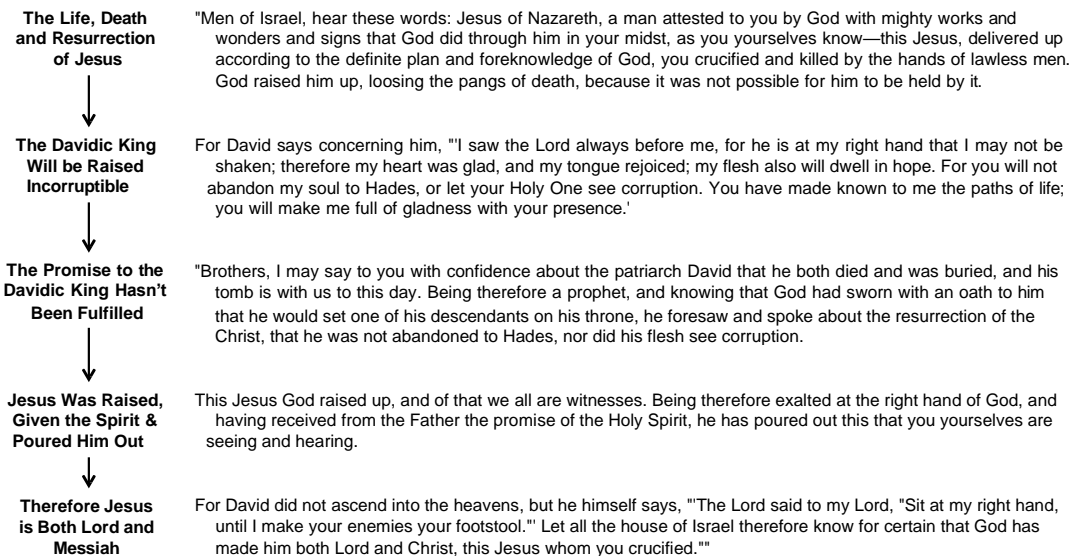 The Life, Death
and Resurrection
of Jesus
"Men of Israel, hear these words: Jesus of Nazareth, a man attested to you by God with mighty works and
wonders and signs that God did through him in your midst, as you yourselves know—this Jesus, delivered up
according to the definite plan and foreknowledge of God, you crucified and killed by the hands of lawless men.
God raised him up, loosing the pangs of death, because it was not possible for him to be held by it.
The Davidic King
Will be Raised
Incorruptible
For David says concerning him, "'I saw the Lord always before me, for he is at my right hand that I may not be
shaken; therefore my heart was glad, and my tongue rejoiced; my flesh also will dwell in hope. For you will not
abandon my soul to Hades, or let your Holy One see corruption. You have made known to me the paths of life;
you will make me full of gladness with your presence.'
The Promise to the
Davidic King Hasn't
Been Fulfilled
"Brothers, I may say to you with confidence about the patriarch David that he both died and was buried, and his
tomb is with us to this day. Being therefore a prophet, and knowing that God had sworn with an oath to him
that he would set one of his descendants on his throne, he foresaw and spoke about the resurrection of the
Christ, that he was not abandoned to Hades, nor did his flesh see corruption.
Jesus Was Raised,
Given the Spirit &
Poured Him Out
This Jesus God raised up, and of that we all are witnesses. Being therefore exalted at the right hand of God, and
having received from the Father the promise of the Holy Spirit, he has poured out this that you yourselves are
seeing and hearing.
Therefore Jesus
is Both Lord and
Messiah
For David did not ascend into the heavens, but he himself says, "'The Lord said to my Lord, "Sit at my right hand,
until I make your enemies your footstool."' Let all the house of Israel therefore know for certain that God has
made him both Lord and Christ, this Jesus whom you crucified.""